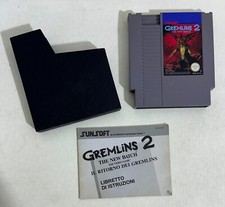 GREMLINS 2
SUNSOFT
GREMLINS 2
THE NEW BATCH
IL RITORNO DEI GREMLINS
LIBRETTO
DI ISTRUZIONI